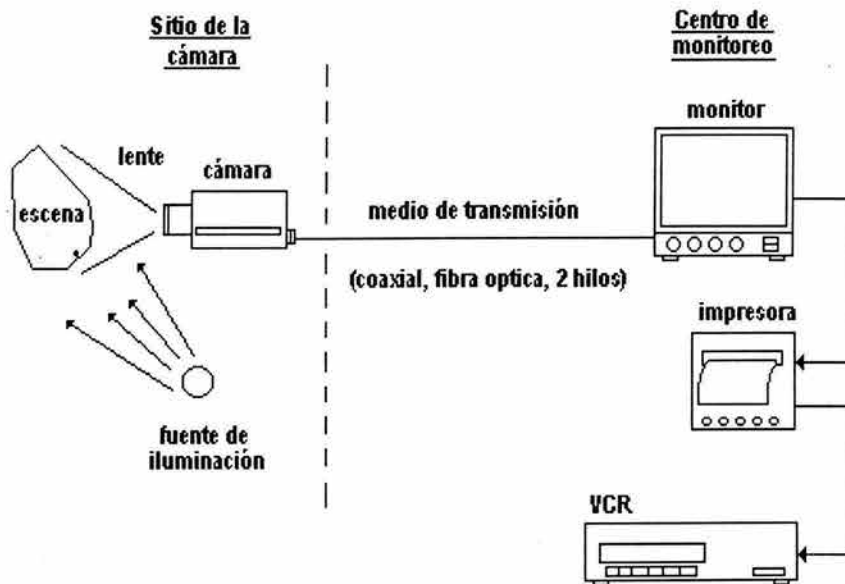 Sitio de la
cámara
Centro de
monitoreo
monitor
lente
cámara
escena
medio de transmisión
(coaxial, fibra optica, 2 hilos)
impresora
fuente de
iluminación
VCR